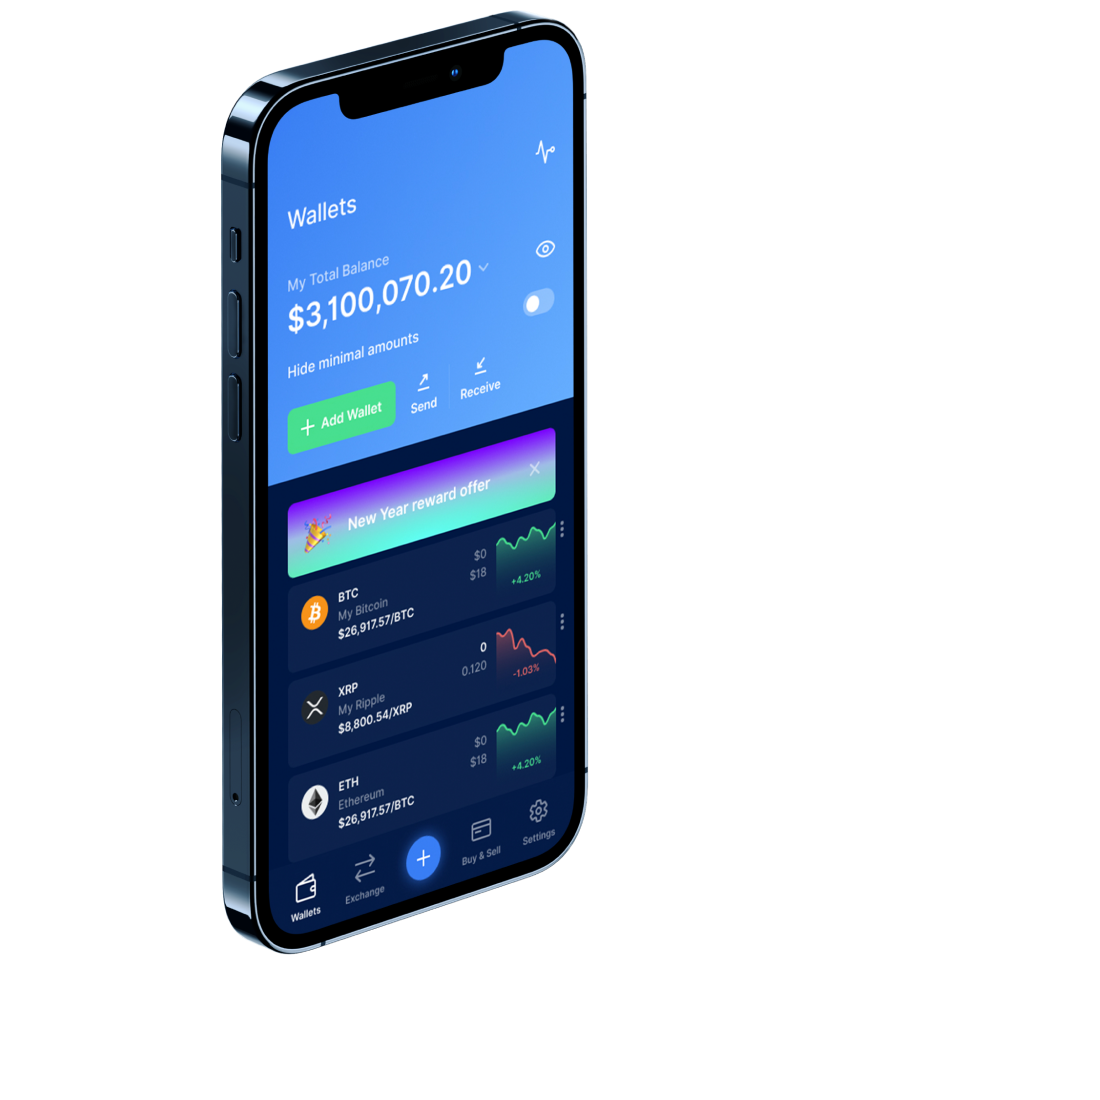 Wallets
My Total Balance
$3,100,070.20
Hide minimal amounts
+ Add Wallet
Send
Receive
New Year reward offer
BTC
My Bitcoin
$26,917.57/BTC
$0
$18
+4.20%
XRP
My Ripple
$8,800.54/XRP
0
0.120
-1.03%
ETH
Ethereum
$26,917.57/BTC
$0
$18
+4.20%
Wallets
Exchange
Buy & Sell
Settings